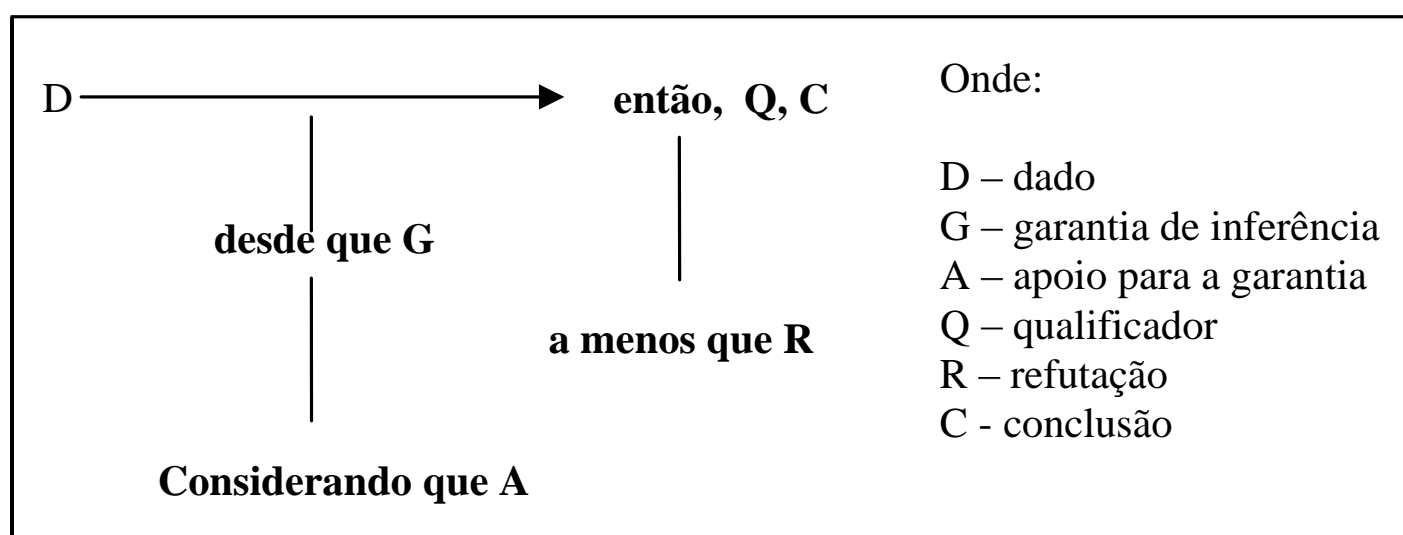 D
então, Q, C
desde que G
a menos que R
Considerando que A
Onde:
D – dado
G – garantia de inferência
A – apoio para a garantia
Q – qualificador
R – refutação
C - conclusão